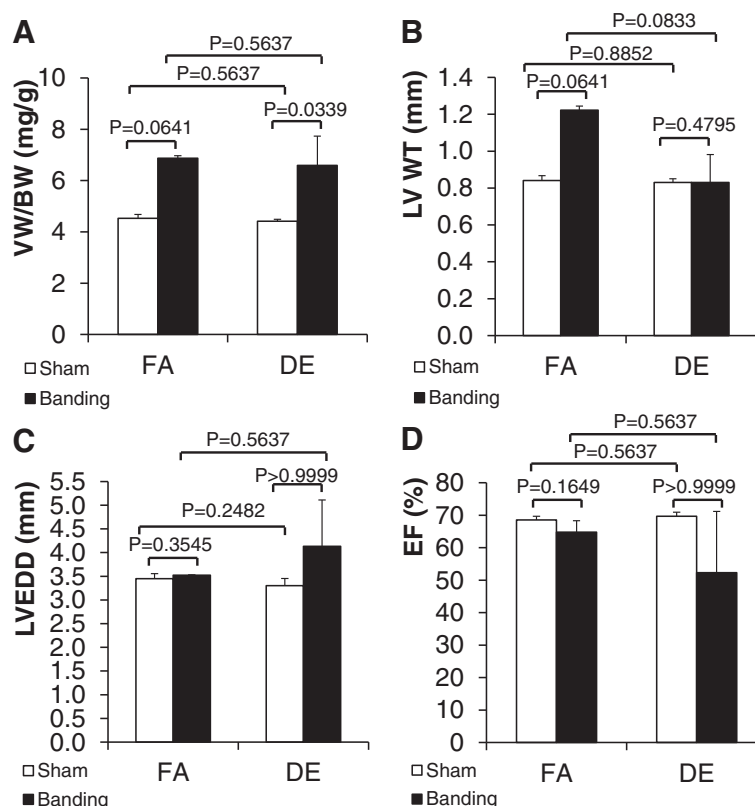 A
P=0.5637
P=0.5637
P=0.0641
P=0.0339
VW/BW (mg/g)
10
8
6
4
2
0
FA
DE
Sham
Banding
B
P=0.0833
P=0.8852
P=0.0641
P=0.4795
LV WT (mm)
1.4
1.2
1.0
0.8
0.6
0.4
0.2
0.0
FA
DE
Sham
Banding
C
P=0.5637
P>0.9999
P=0.2482
P=0.3545
LVEDD (mm)
5.5
5.0
4.5
4.0
3.5
3.0
2.5
2.0
1.5
1.0
0.5
0.0
FA
DE
Sham
Banding
D
P=0.5637
P=0.5637
P=0.1649
P>0.9999
EF (%)
80
70
60
50
40
30
20
10
0
FA
DE
Sham
Banding